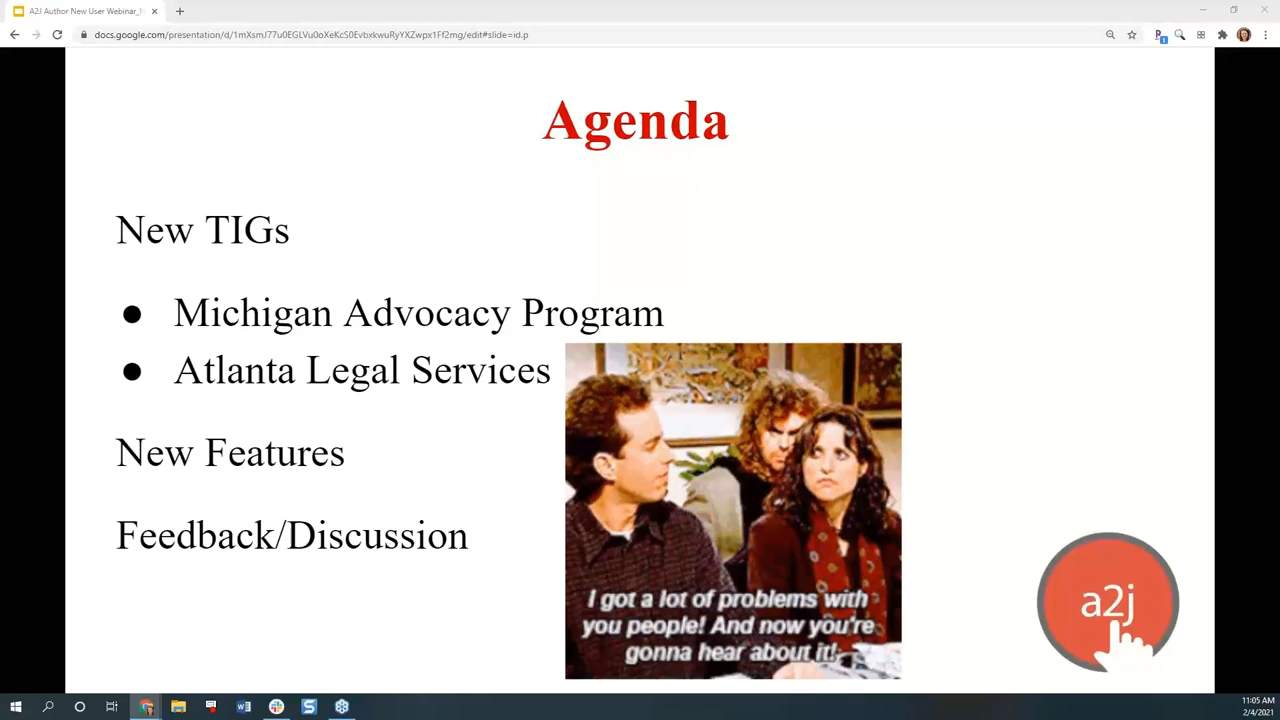 A2J Author New User Webinar_N
docs.google.com/presentation/d/1mXsmJ77u0EGLVu0oXeKcS0EvbxkwuRyYXZwpx1Ff2mg/edit#slide=id.p
Agenda
New TIGs
● Michigan Advocacy Program
● Atlanta Legal Services
New Features
Feedback/Discussion
I got a lot of problems with
you people! And now you're
gonna hear about it!
a2j
11:05 AM
2/4/2021